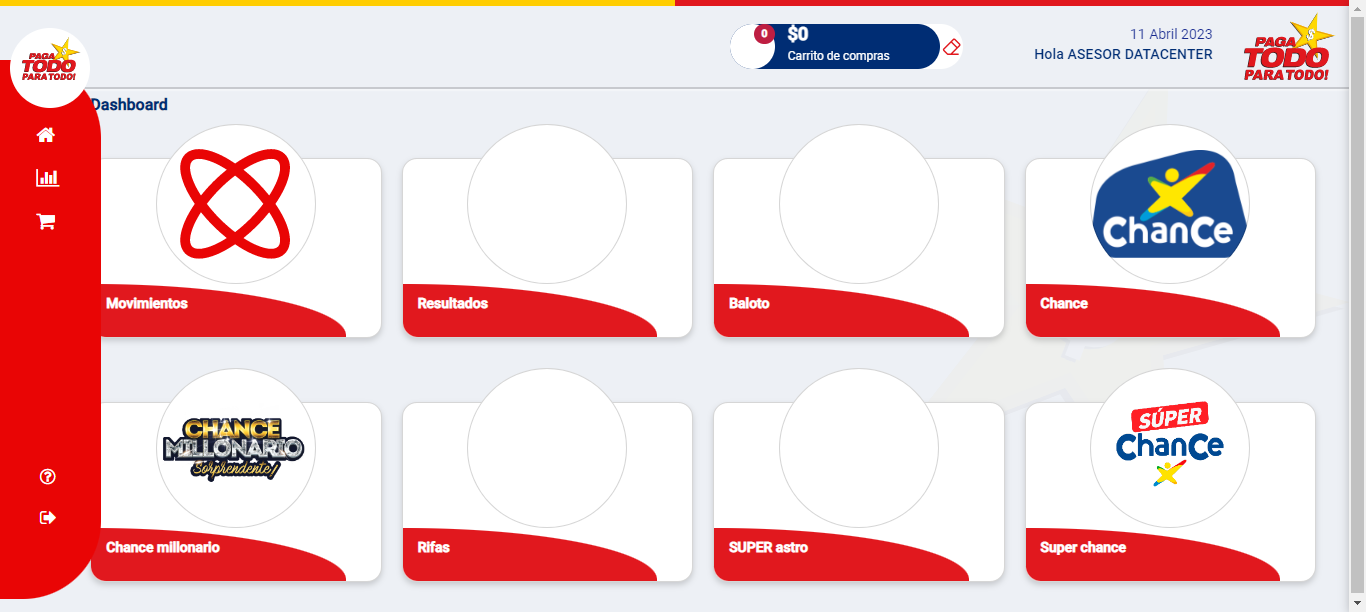 PAGA
TODO
PARA TODO!
0
$0
Carrito de compras
11 Abril 2023
Hola ASESOR DATACENTER
$
PAGA
TODO
PARA TODO!
Dashboard
Movimientos
Resultados
Baloto
ChanCe
Chance
CHANCE
MILLONARIO
Sorprendente!
Chance millonario
Rifas
SUPER astro
SÚPER
ChanCe
Super chance